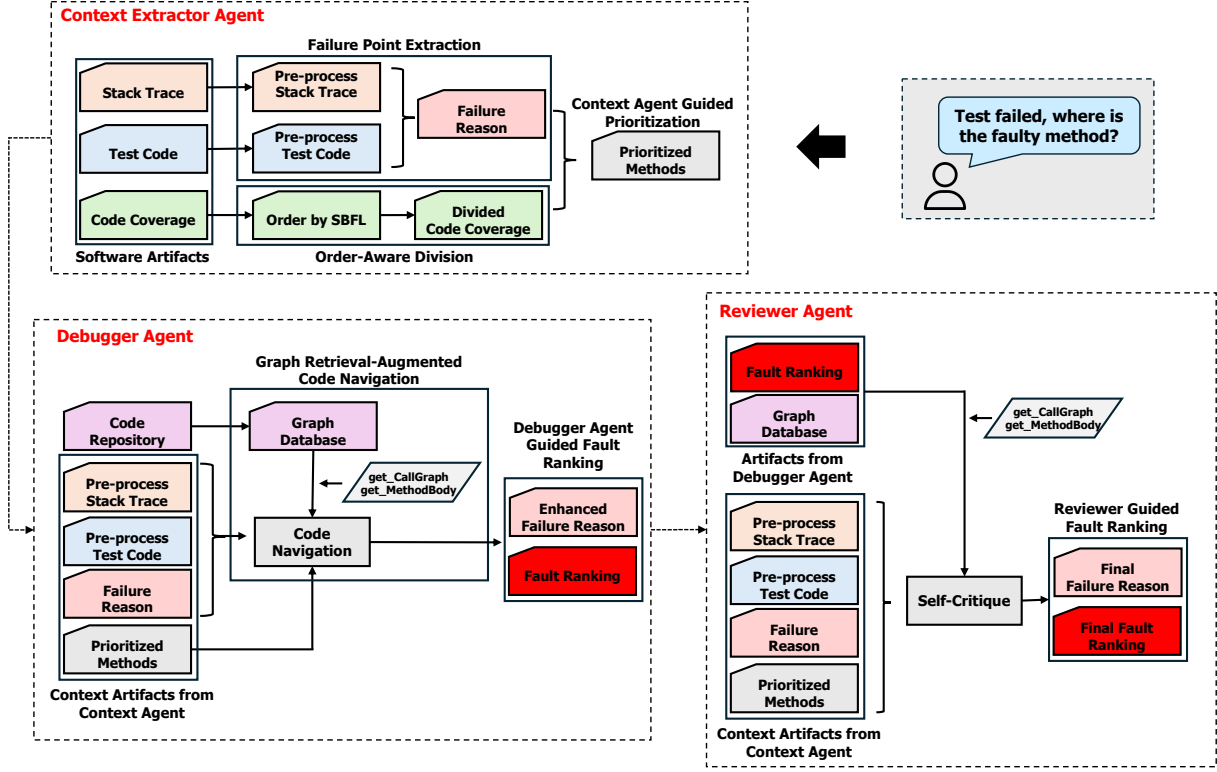 Context Extractor Agent
Failure Point Extraction
Stack Trace
Pre-process
Stack Trace
Failure
Reason
Test Code
Pre-process
Test Code
Context Agent Guided
Prioritization
Prioritized
Methods
Code Coverage
Order by SBFL
Divided
Code Coverage
Software Artifacts
Order-Aware Division
Test failed, where is
the faulty method?
Debugger Agent
Graph Retrieval-Augmented
Code Navigation
Code
Repository
Graph
Database
get_CallGraph
get_MethodBody
Pre-process
Stack Trace
Pre-process
Test Code
Failure
Reason
Prioritized
Methods
Code
Navigation
Context Artifacts from
Context Agent
Debugger Agent
Guided Fault
Ranking
Enhanced
Failure Reason
Fault Ranking
Reviewer Agent
Fault Ranking
Graph
Database
Artifacts from
Debugger Agent
get_CallGraph
get_MethodBody
Pre-process
Stack Trace
Pre-process
Test Code
Failure
Reason
Prioritized
Methods
Context Artifacts from
Context Agent
Self-Critique
Reviewer Guided
Fault Ranking
Final
Failure Reason
Final Fault
Ranking